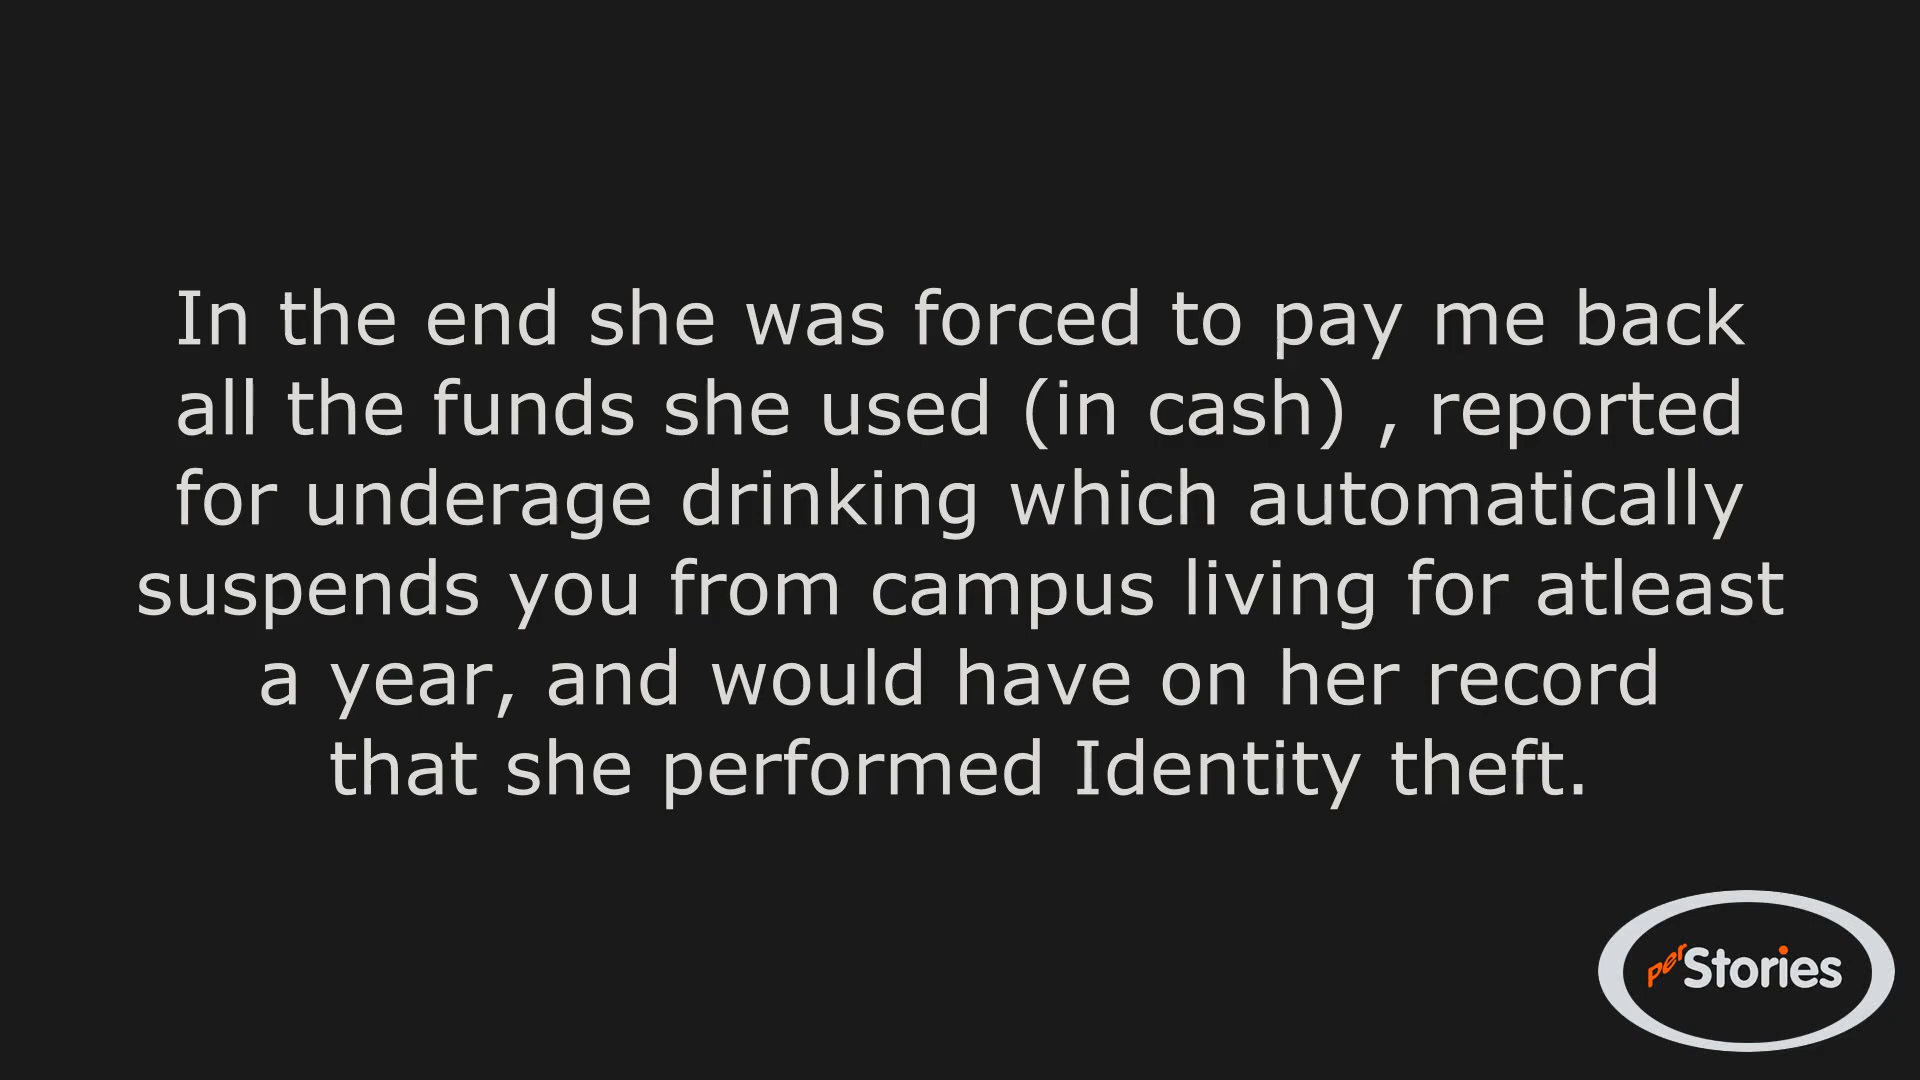 In the end she was forced to pay me back
all the funds she used (in cash) , reported
for underage drinking which automatically
suspends you from campus living for atleast
a year, and would have on her record
that she performed Identity theft.
perStories